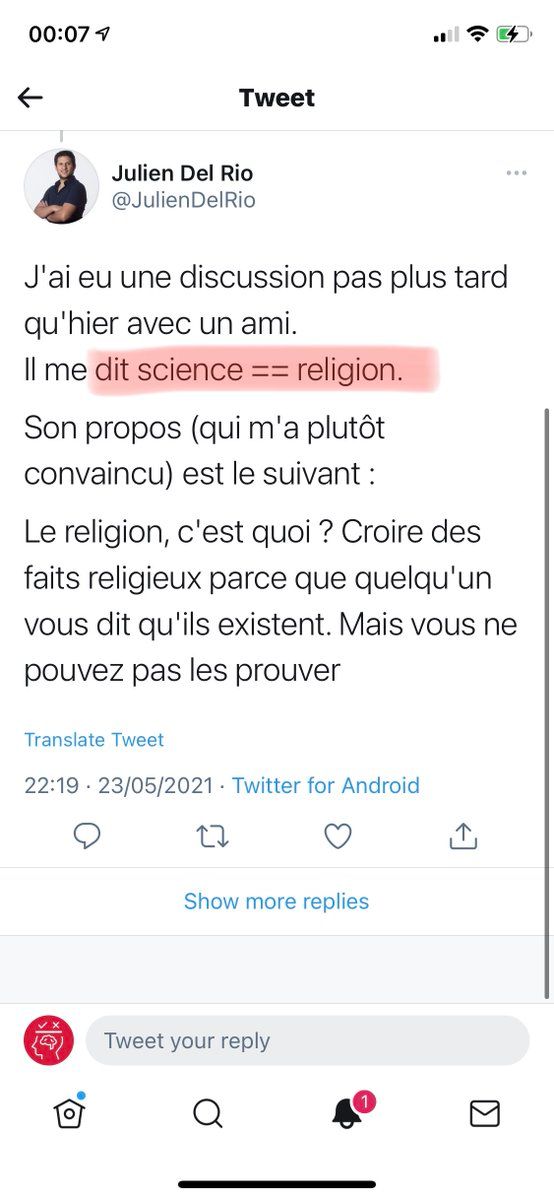 00:07
Tweet
Julien Del Rio
@JulienDelRio
J'ai eu une discussion pas plus tard
qu'hier avec un ami.
Il me dit science == religion.
Son propos (qui m'a plutôt
convaincu) est le suivant :
Le religion, c'est quoi ? Croire des
faits religieux parce que quelqu'un
vous dit qu'ils existent. Mais vous ne
pouvez pas les prouver
Translate Tweet
22:19 · 23/05/2021 · Twitter for Android
Show more replies
Tweet your reply
1